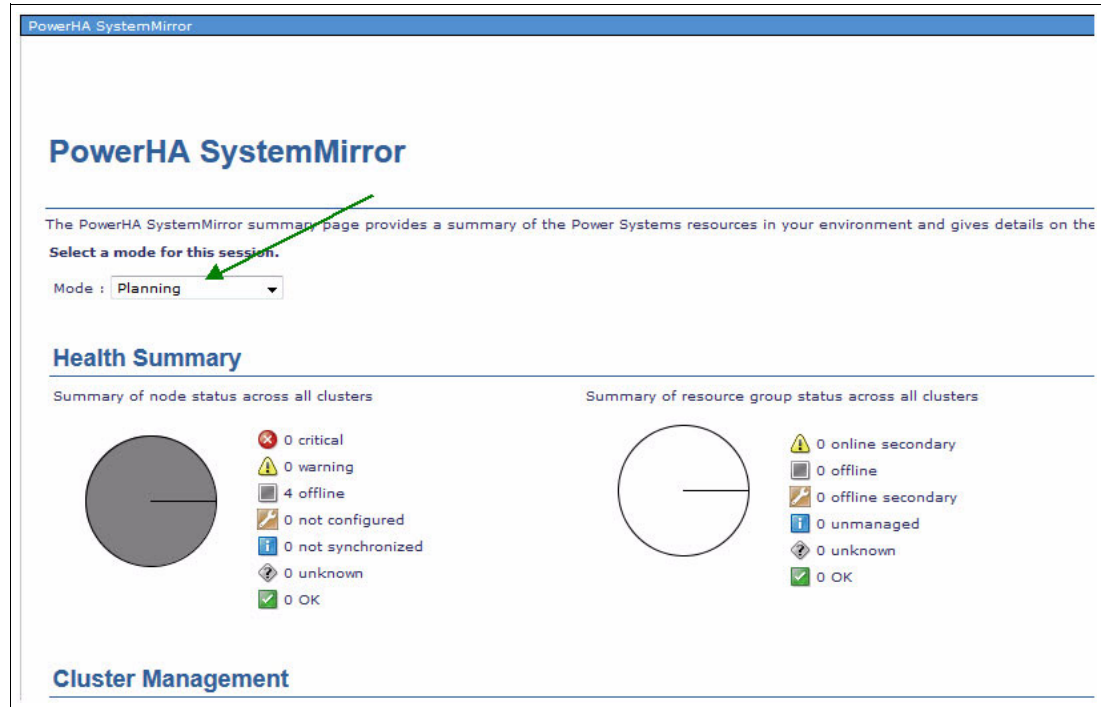 PowerHA SystemMirror
PowerHA SystemMirror
The PowerHA SystemMirror summary page provides a summary of the Power Systems resources in your environment and gives details on the
Select a mode for this session.
Mode : Planning
Health Summary
Summary of node status across all clusters
0 critical
0 warning
4 offline
0 not configured
0 not synchronized
0 unknown
0 OK
Summary of resource group status across all clusters
0 online secondary
0 offline
0 offline secondary
0 unmanaged
0 unknown
0 OK
Cluster Management